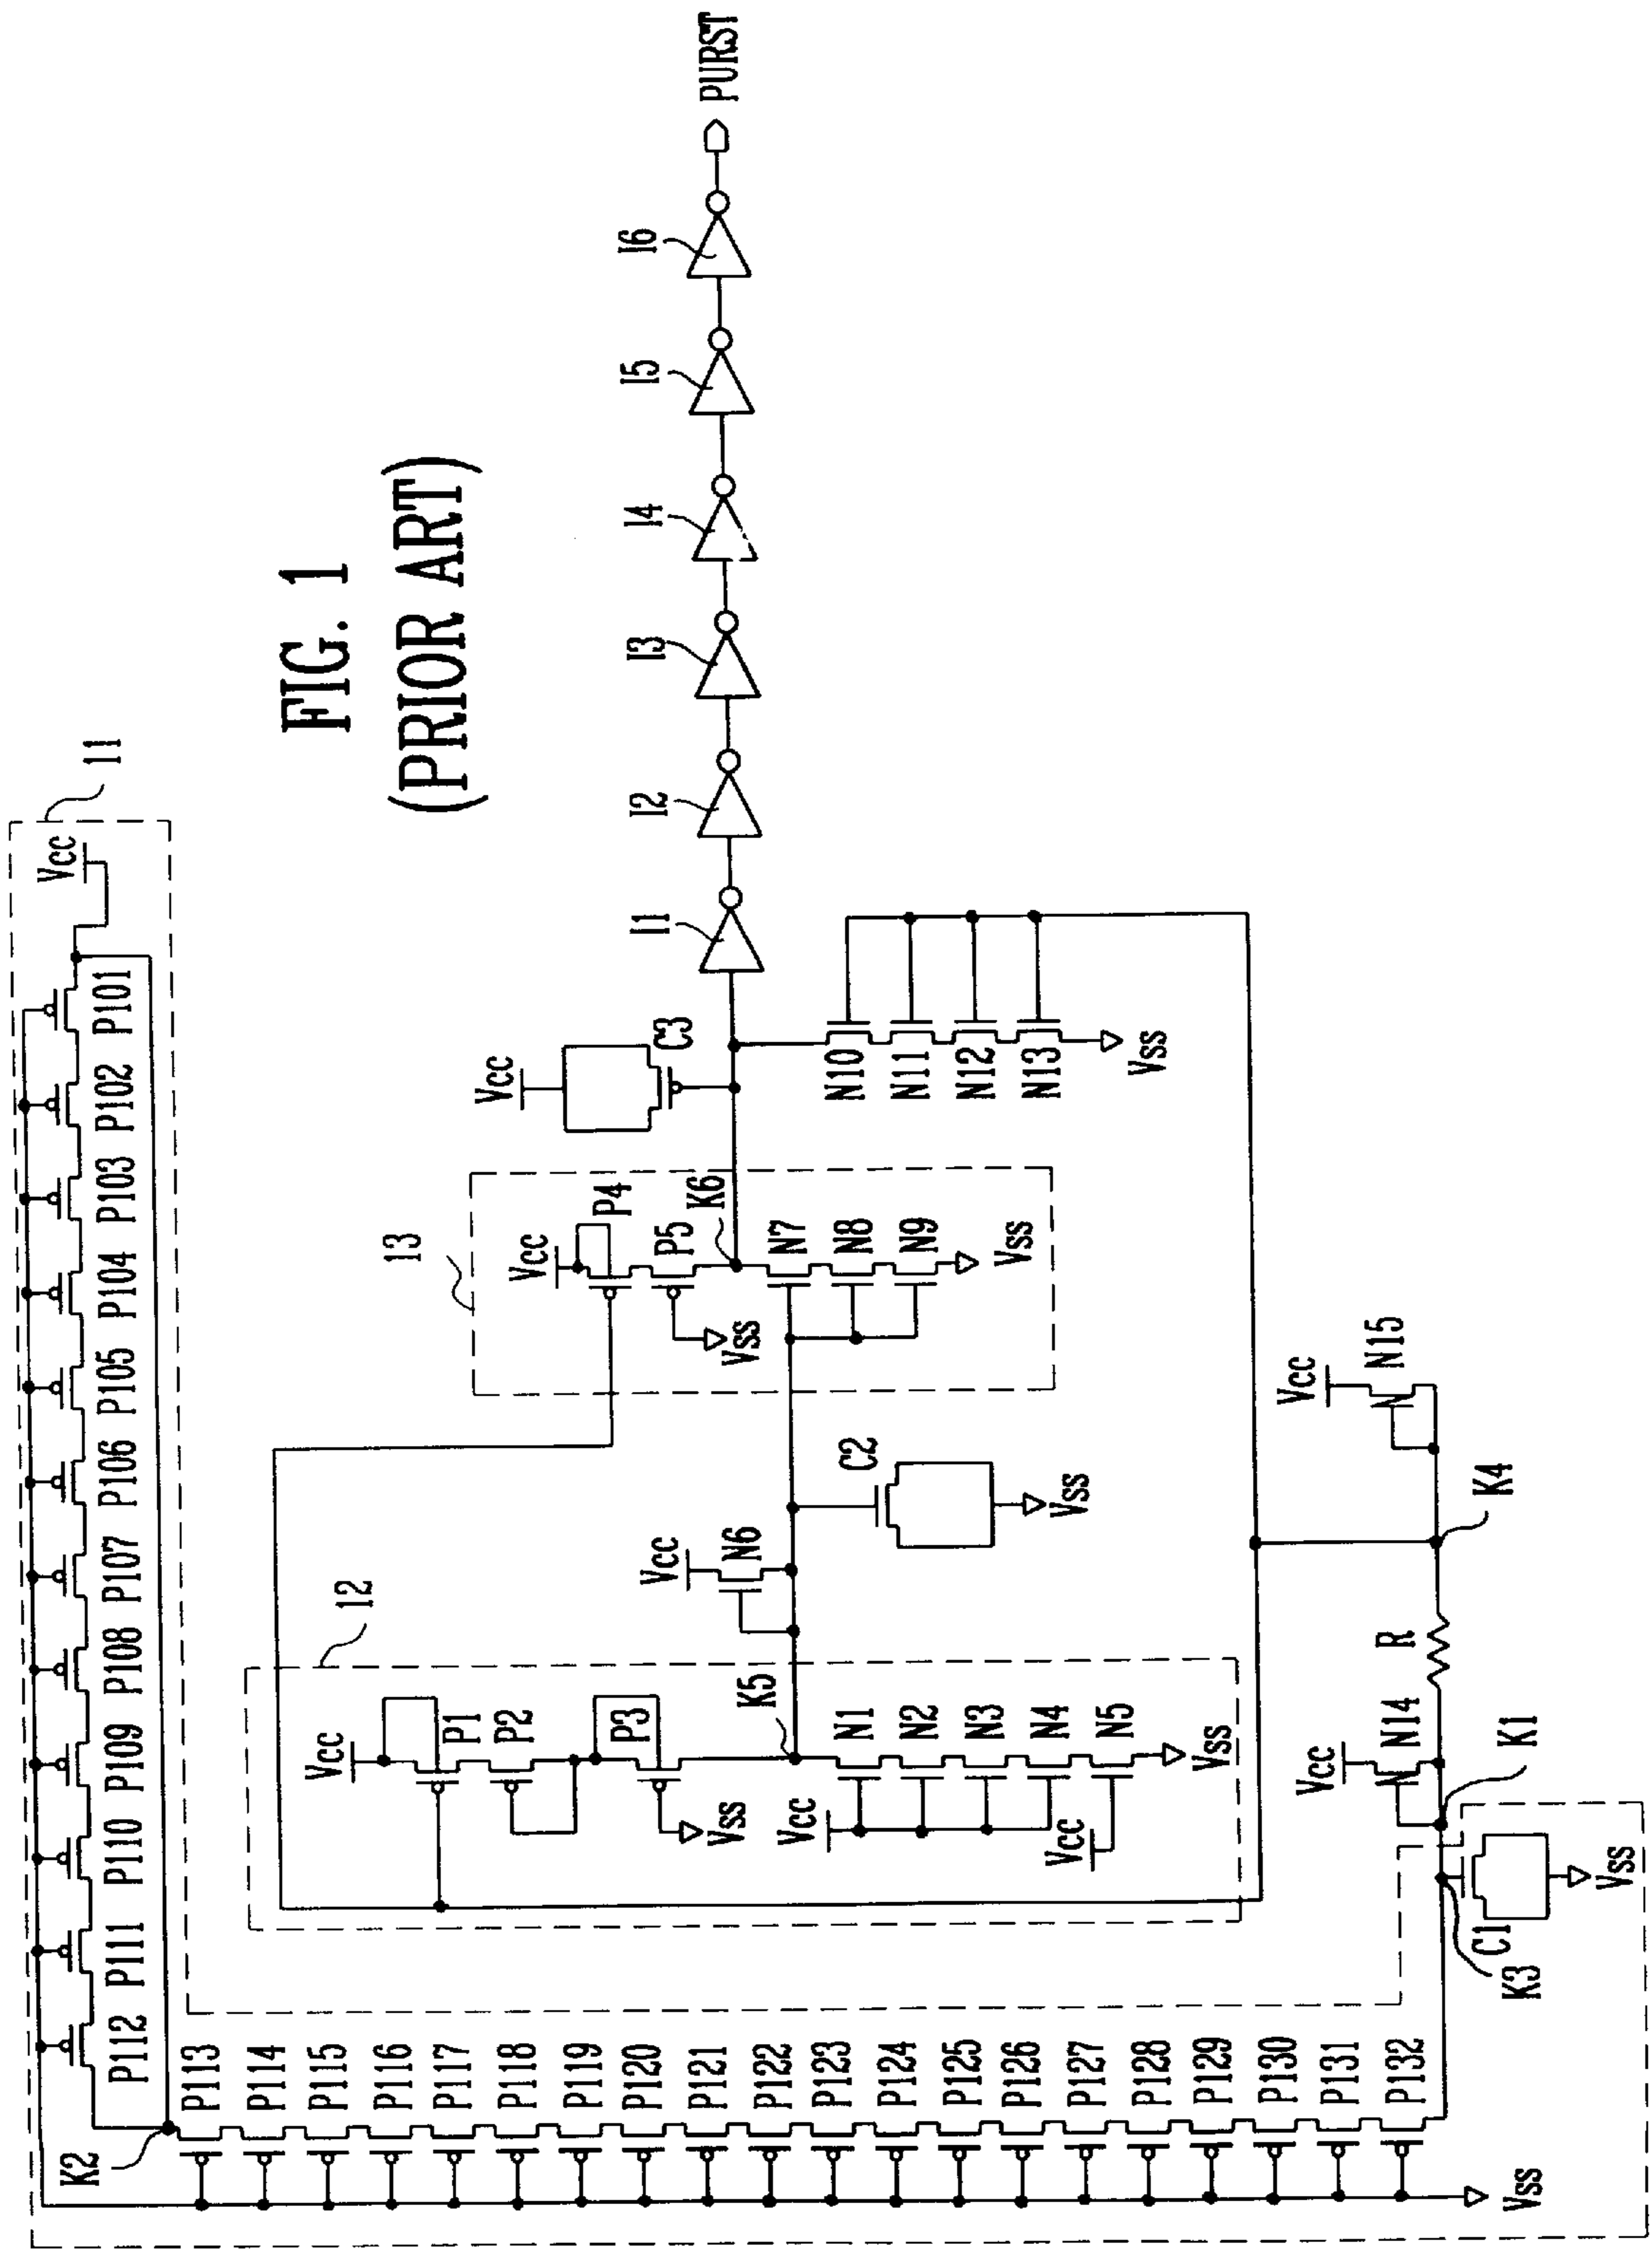 FIG. 1
(PRIOR ART)
11
Vcc
P112 P111 P110 P109 P108 P107 P106 P105 P104 P103 P102 P101
K2
P113
P114
P115
P116
P117
P118
P119
P120
P121
P122
P123
P124
P125
P126
P127
P128
P129
P130
P131
P132
Vss
12
Vcc
P1
P2
P3
Vss
K5
Vcc
N1
N2
N3
N4
Vcc
N5
Vss
Vcc
N6
C2
Vss
13
Vcc
P4
P5
Vss
K6
N7
N8
N9
Vss
Vcc
C3
N10
N11
N12
N13
Vss
I1
I2
I3
I4
I5
I6
PURST
Vcc
N14
R
Vcc
N15
K4
K1
K3
C1
Vss